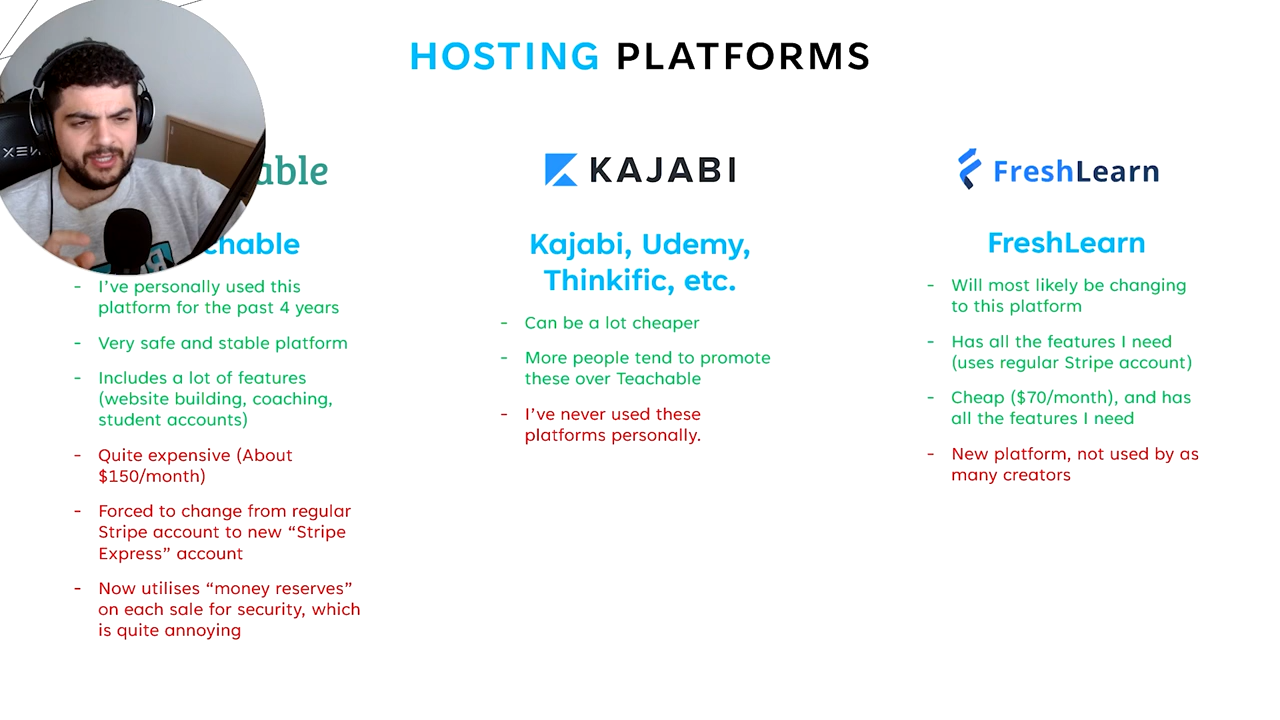 HOSTING PLATFORMS
able
KAJABI
FreshLearn
chable
I've personally used this
platform for the past 4 years
- Very safe and stable platform
- Includes a lot of features
(website building, coaching,
student accounts)
- Quite expensive (About
$150/month)
- Forced to change from regular
Stripe account to new “Stripe
Express” account
- Now utilises “money reserves”
on each sale for security, which
is quite annoying
Kajabi, Udemy,
Thinkific, etc.
- Can be a lot cheaper
- More people tend to promote
these over Teachable
- I've never used these
platforms personally.
FreshLearn
- Will most likely be changing
to this platform
- Has all the features I need
(uses regular Stripe account)
- Cheap ($70/month), and has
all the features I need
- New platform, not used by as
many creators